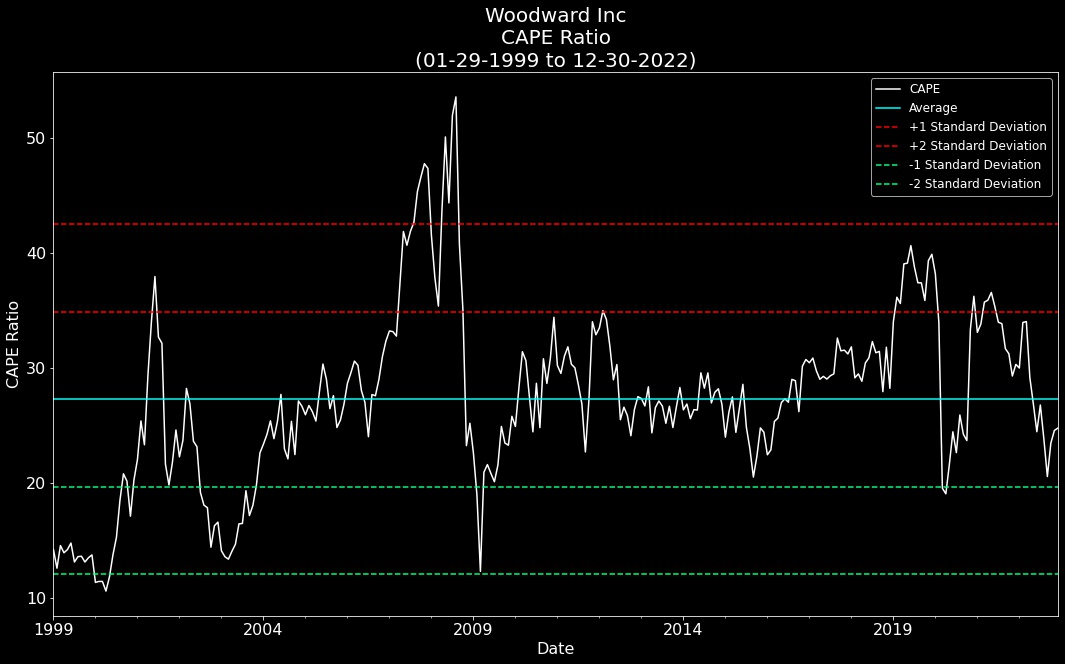 Woodward Inc
CAPE Ratio
(01-29-1999 to 12-30-2022)
CAPE
Average
+1 Standard Deviation
+2 Standard Deviation
-1 Standard Deviation
-2 Standard Deviation
CAPE Ratio
50
40
30
20
10
1999
2004
2009
2014
2019
Date